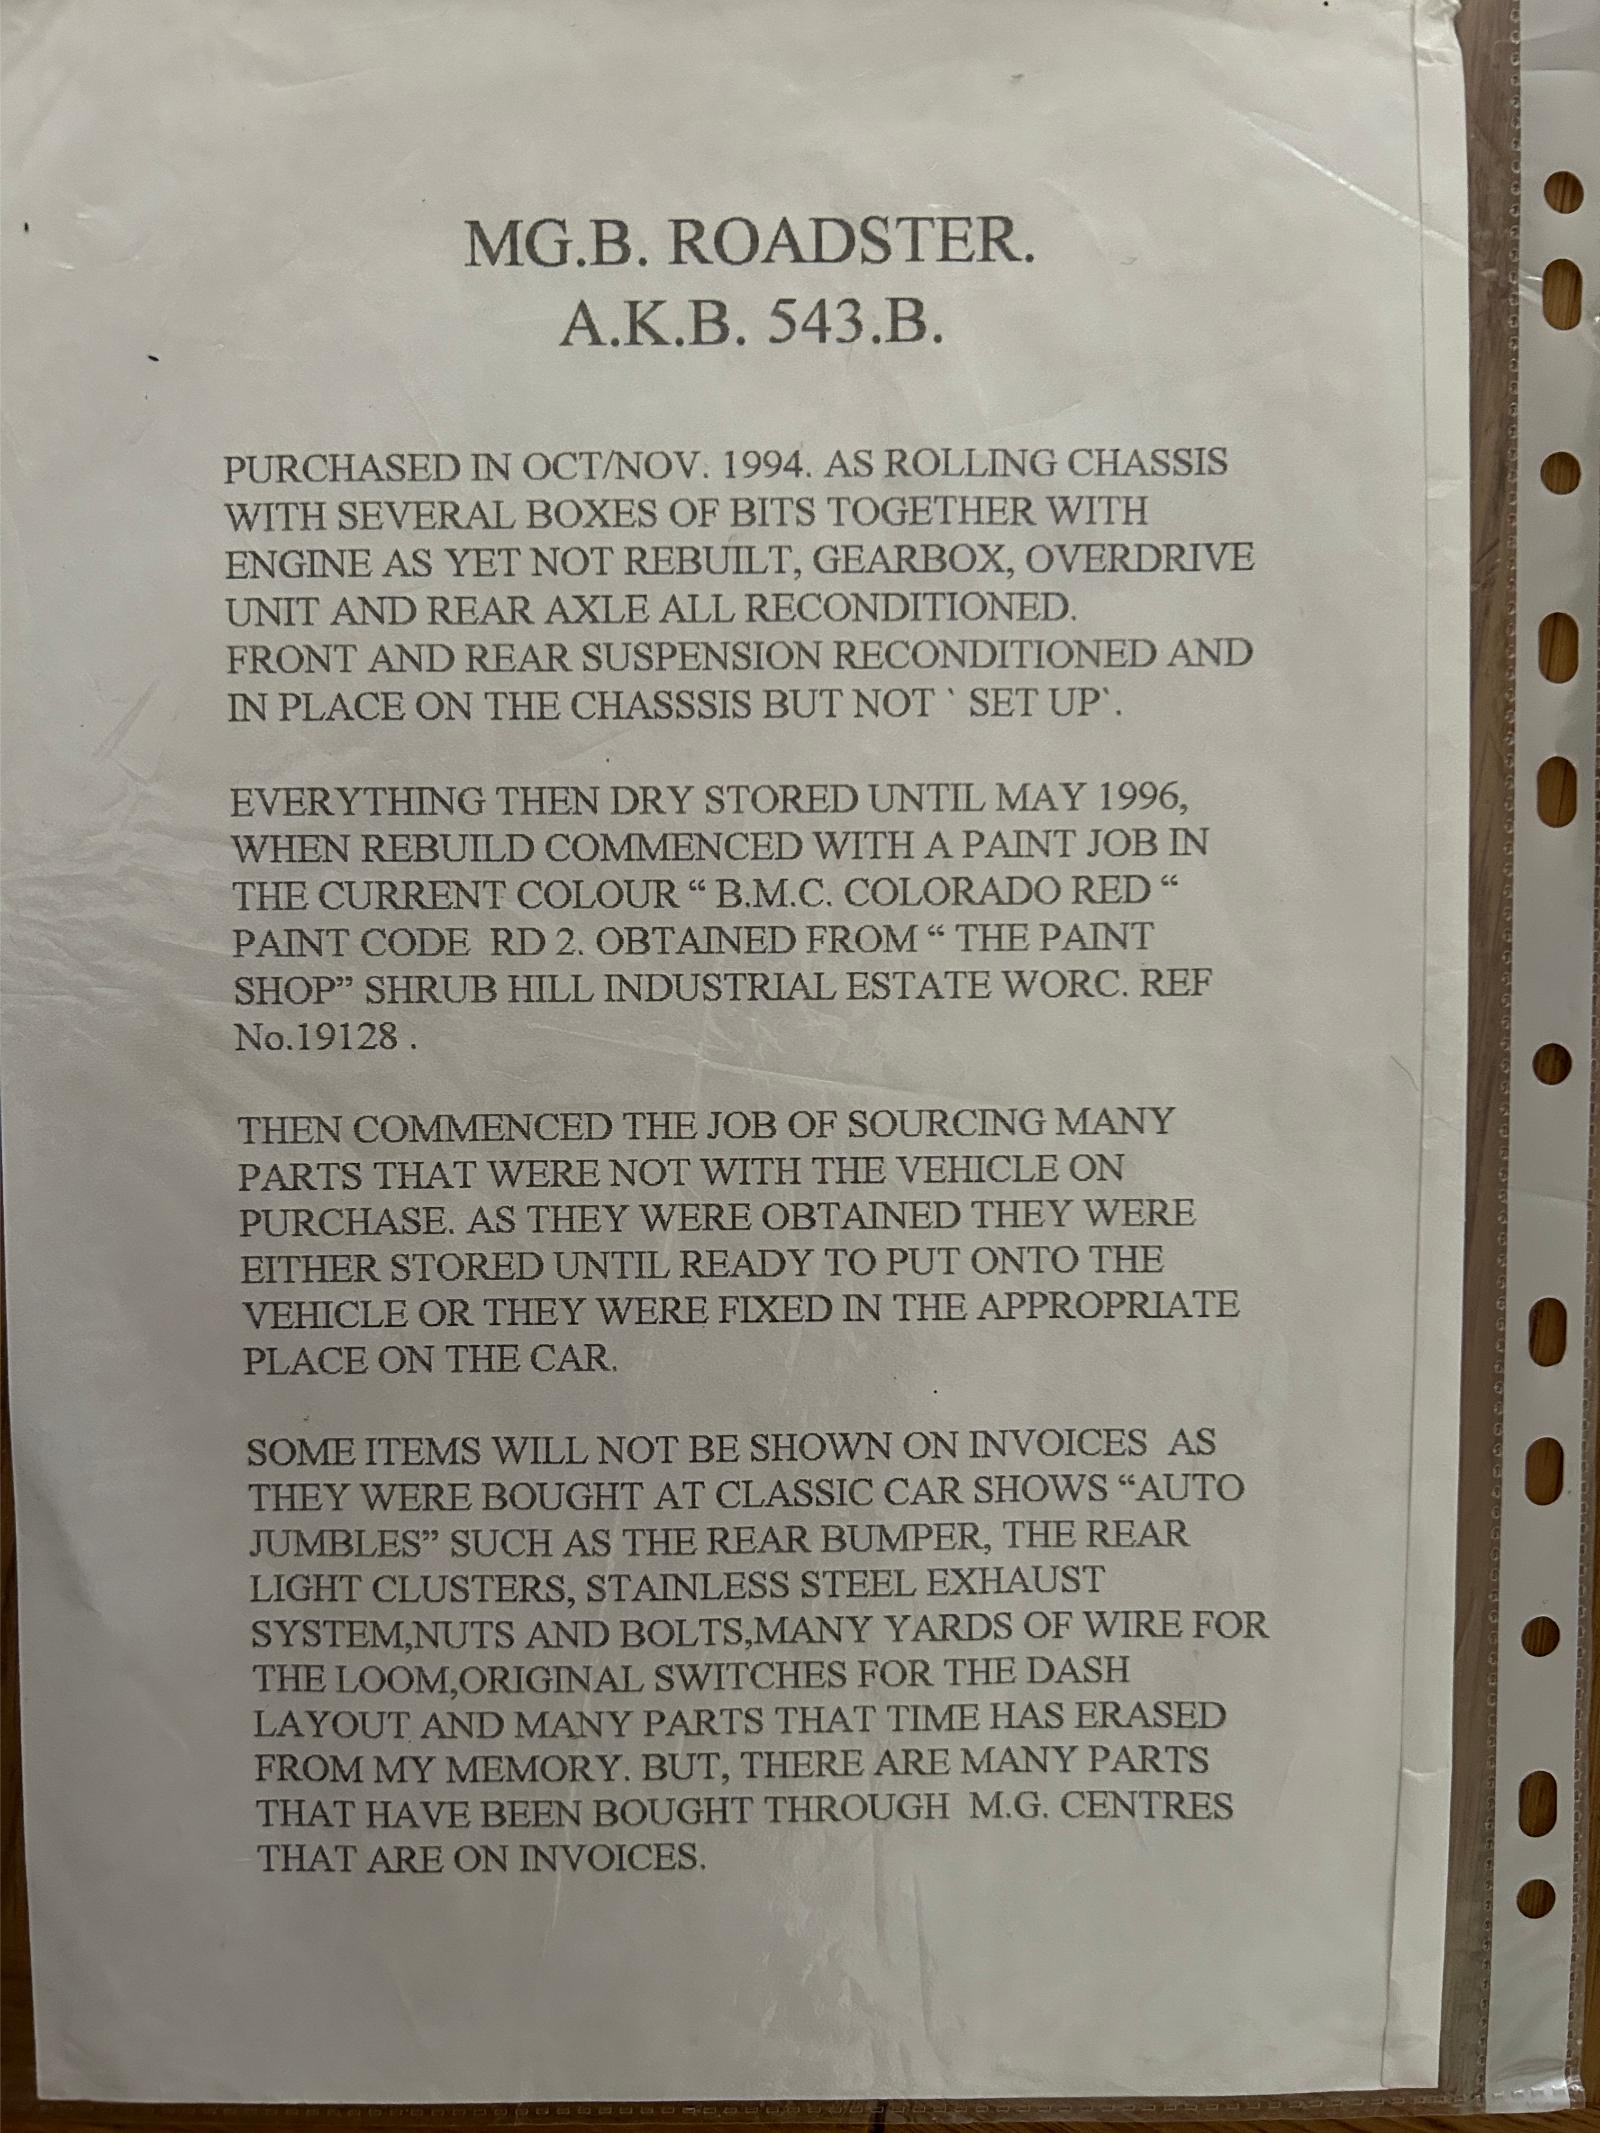 MG.B. ROADSTER.
A.K.B. 543.B.
PURCHASED IN OCT/NOV. 1994. AS ROLLING CHASSIS
WITH SEVERAL BOXES OF BITS TOGETHER WITH
ENGINE AS YET NOT REBUILT, GEARBOX, OVERDRIVE
UNIT AND REAR AXLE ALL RECONDITIONED.
FRONT AND REAR SUSPENSION RECONDITIONED AND
IN PLACE ON THE CHASSSIS BUT NOT ` SET UP`.
EVERYTHING THEN DRY STORED UNTIL MAY 1996,
WHEN REBUILD COMMENCED WITH A PAINT JOB IN
THE CURRENT COLOUR “ B.M.C. COLORADO RED “
PAINT CODE  RD 2. OBTAINED FROM “ THE PAINT
SHOP” SHRUB HILL INDUSTRIAL ESTATE WORC. REF
No.19128 .
THEN COMMENCED THE JOB OF SOURCING MANY
PARTS THAT WERE NOT WITH THE VEHICLE ON
PURCHASE. AS THEY WERE OBTAINED THEY WERE
EITHER STORED UNTIL READY TO PUT ONTO THE
VEHICLE OR THEY WERE FIXED IN THE APPROPRIATE
PLACE ON THE CAR.
SOME ITEMS WILL NOT BE SHOWN ON INVOICES  AS
THEY WERE BOUGHT AT CLASSIC CAR SHOWS “AUTO
JUMBLES” SUCH AS THE REAR BUMPER, THE REAR
LIGHT CLUSTERS, STAINLESS STEEL EXHAUST
SYSTEM,NUTS AND BOLTS,MANY YARDS OF WIRE FOR
THE LOOM,ORIGINAL SWITCHES FOR THE DASH
LAYOUT AND MANY PARTS THAT TIME HAS ERASED
FROM MY MEMORY. BUT, THERE ARE MANY PARTS
THAT HAVE BEEN BOUGHT THROUGH  M.G. CENTRES
THAT ARE ON INVOICES.